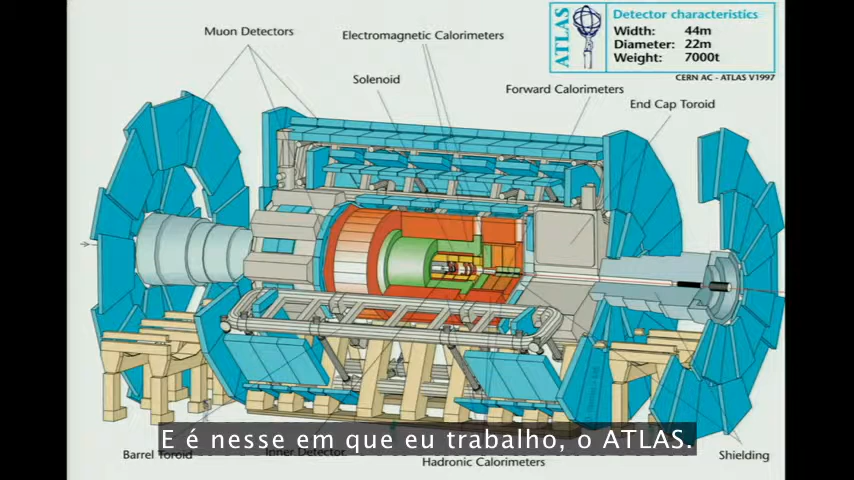 ATLAS
Detector characteristics
Width: 44m
Diameter: 22m
Weight: 7000t
CERN AC - ATLAS V1997
Muon Detectors
Electromagnetic Calorimeters
Solenoid
Forward Calorimeters
End Cap Toroid
E é nesse em que eu trabalho, o ATLAS.
Barrel Toroid
Inner Detector
Hadronic Calorimeters
Shielding